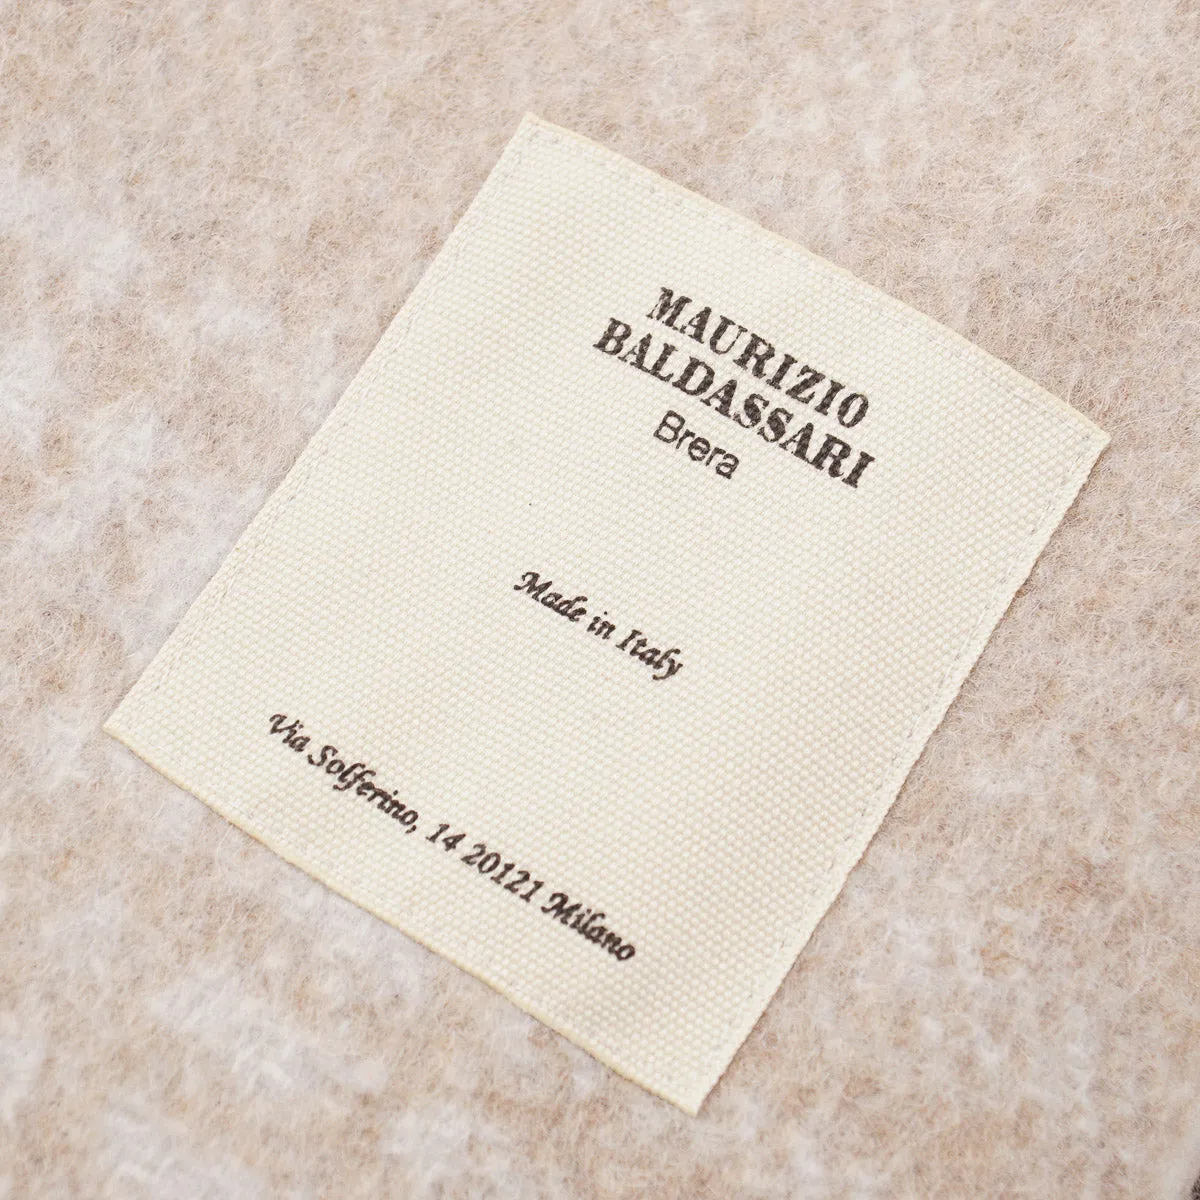 MAURIZIO
BALDASSARI
Brera
Made in Italy
Via Solferino, 14 20121 Milano